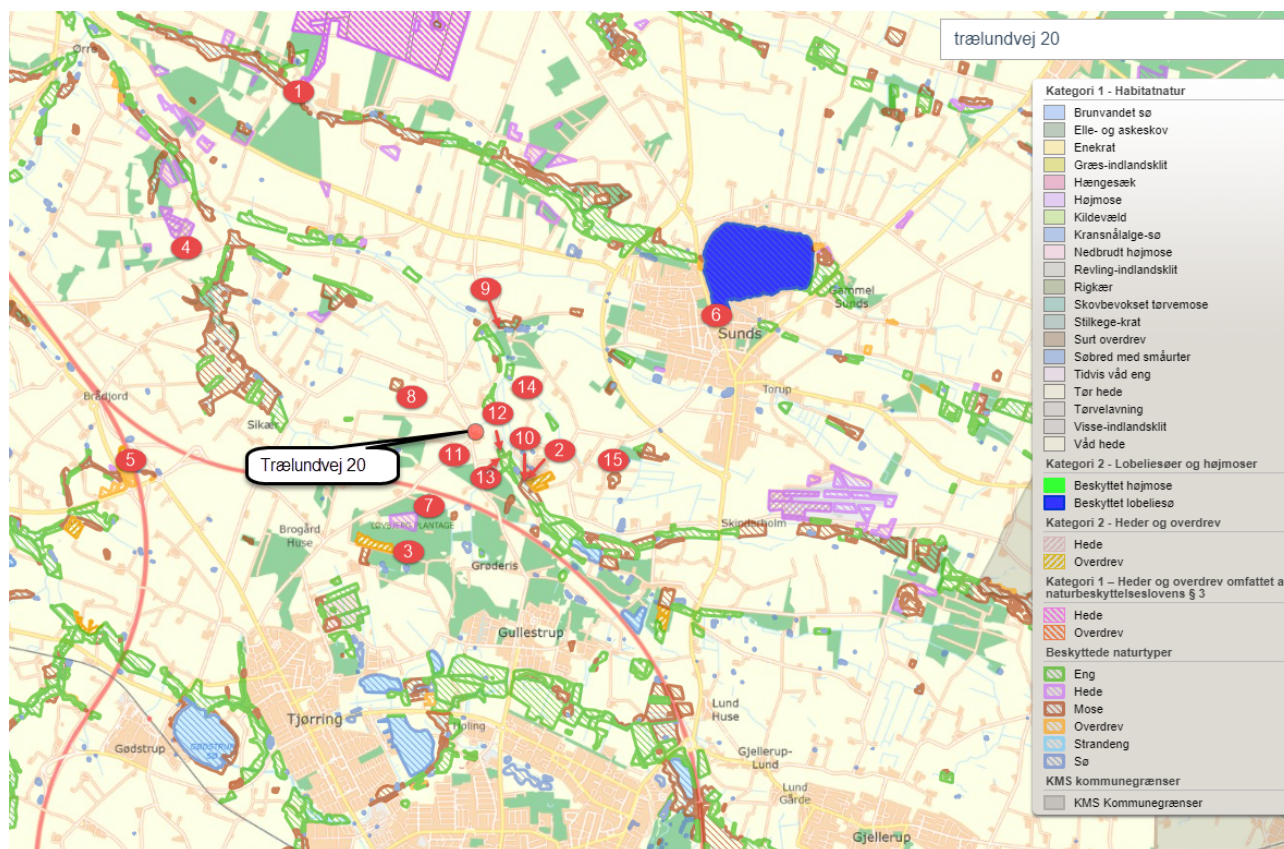 trælundvej 20
Ørre
1
4
9
6
Sunds
Gammel
Sunds
8
14
12
Torup
Brådjord
Sikær
Trælundvej 20
11
10
2
13
15
5
7
LØVBJERG PLANTAGE
3
Brogård
Huse
Skinderholm
Grøderis
Gullestrup
Tjørring
Holing
Lund
Huse
Gødstrup
GØDSTRUP
SØ
Gjellerup-
Lund
Lund
Gårde
Gjellerup
Kategori 1 - Habitatnatur
Brunvandet sø
Elle- og askeskov
Enekrat
Græs-indlandsklit
Hængesæk
Højmose
Kildevæld
Kransnålalge-sø
Nedbrudt højmose
Revling-indlandsklit
Rigkær
Skovbevokset tørvemose
Stilkege-krat
Surt overdrev
Søbred med småurter
Tidvis våd eng
Tør hede
Tørvelavning
Visse-indlandsklit
Våd hede
Kategori 2 - Lobeliesøer og højmoser
Beskyttet højmose
Beskyttet lobeliesø
Kategori 2 - Heder og overdrev
Hede
Overdrev
Kategori 1 – Heder og overdrev omfattet a
naturbeskyttelseslovens § 3
Hede
Overdrev
Beskyttede naturtyper
Eng
Hede
Mose
Overdrev
Strandeng
Sø
KMS kommunegrænser
KMS Kommunegrænser